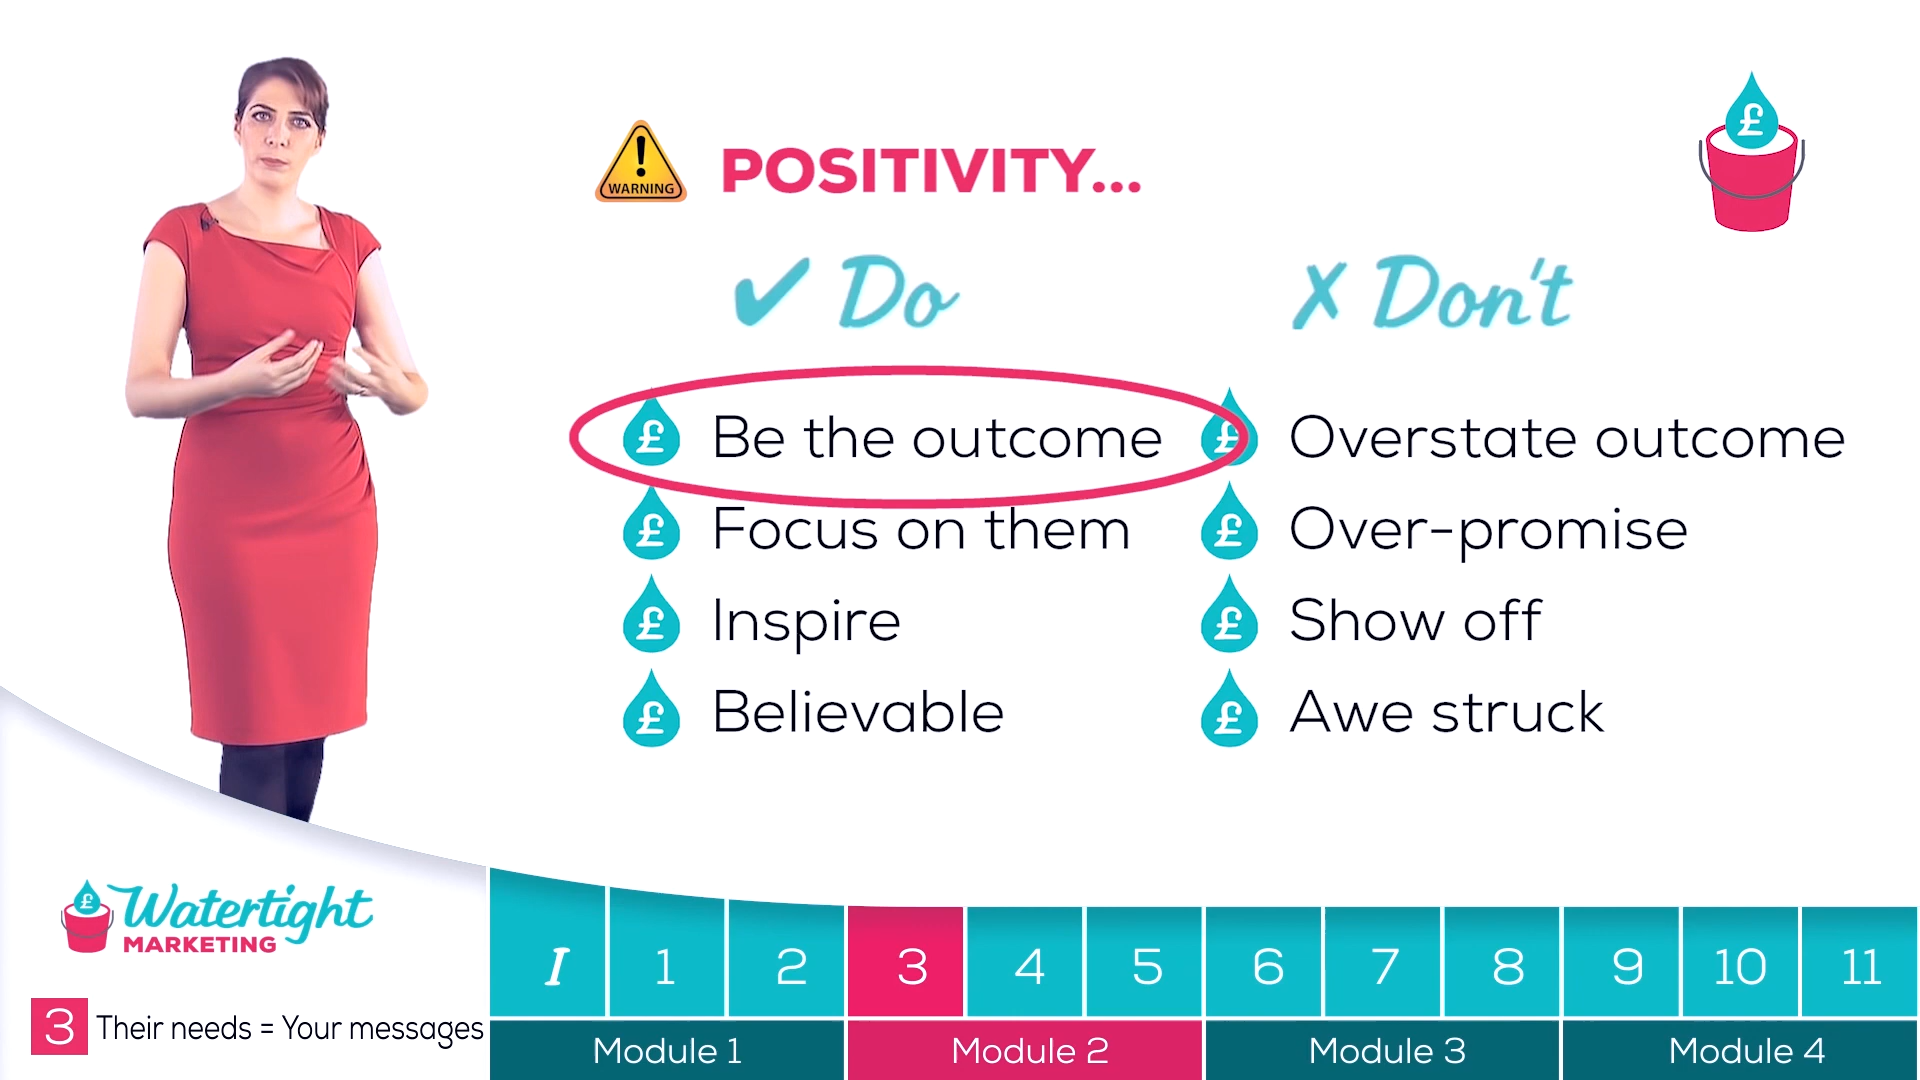 WARNING
POSITIVITY...
✔ Do
✗ Don't
£ Be the outcome
£ Overstate outcome
£ Focus on them
£ Over-promise
£ Inspire
£ Show off
£ Believable
£ Awe struck
£
£ Watertight
MARKETING
3 Their needs = Your messages
I 1 2 3 4 5 6 7 8 9 10 11
Module 1 Module 2 Module 3 Module 4